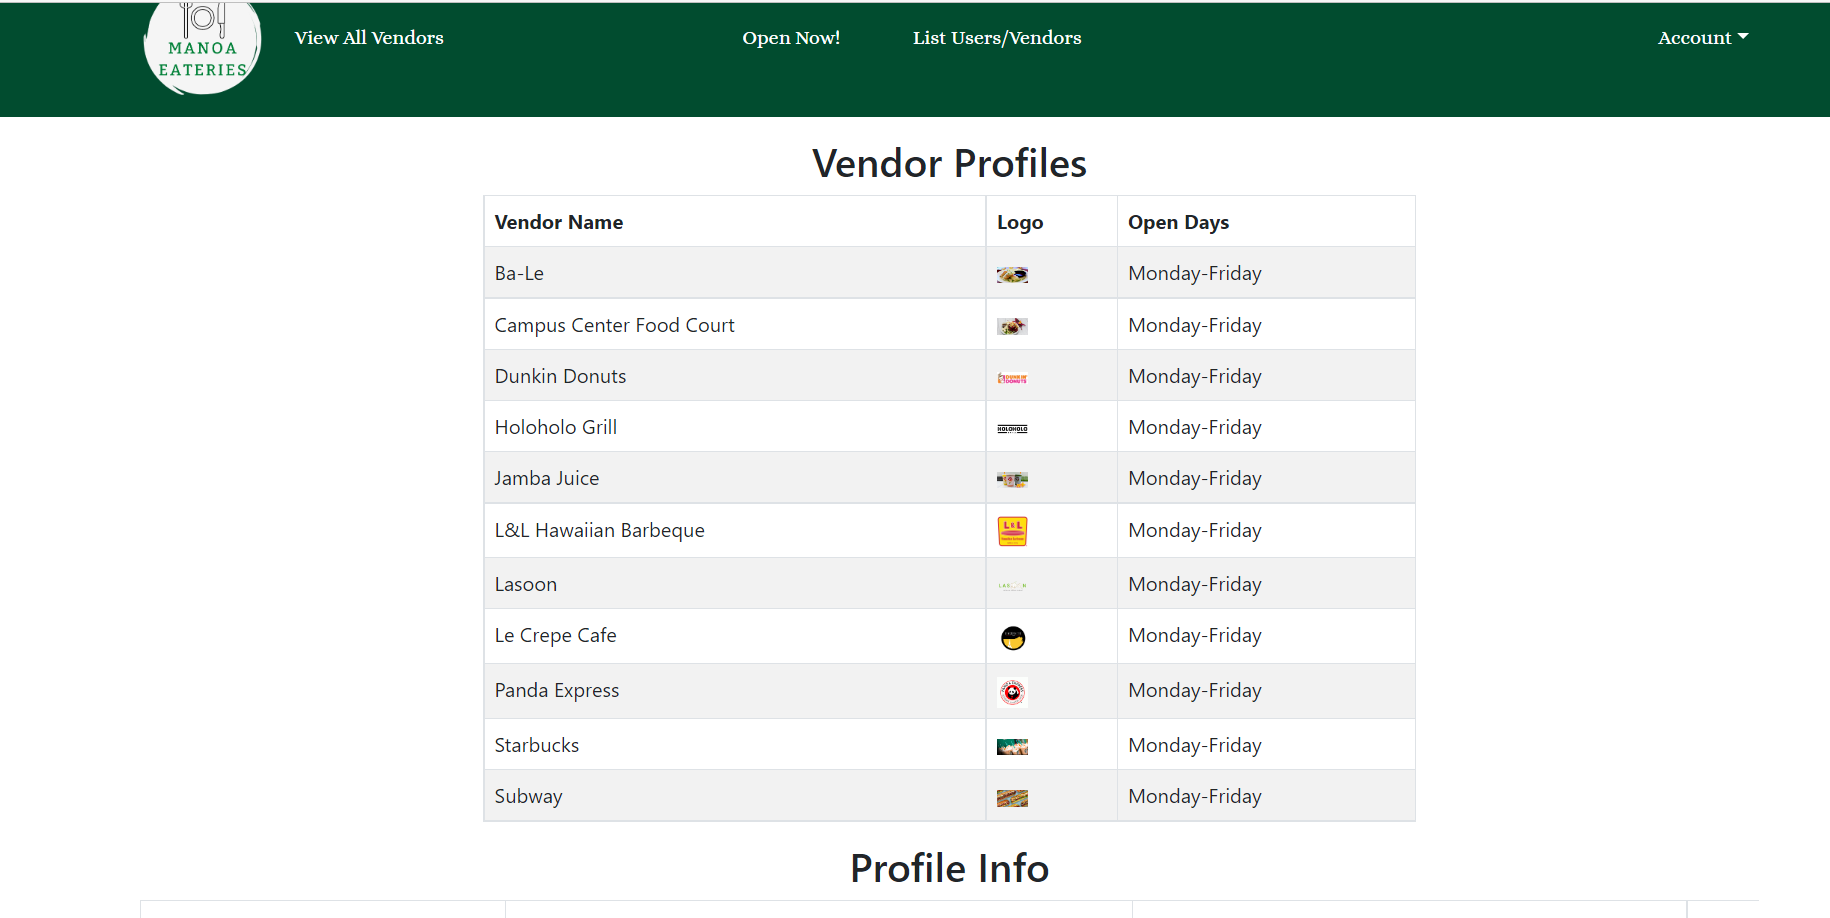 MANOA
EATERIES
View All Vendors
Open Now!
List Users/Vendors
Account
Vendor Profiles
Vendor Name Logo Open Days
Ba-Le Monday-Friday
Campus Center Food Court Monday-Friday
Dunkin Donuts DUNKIN' DONUTS Monday-Friday
Holoholo Grill HOLOHOLO Monday-Friday
Jamba Juice Monday-Friday
L&L Hawaiian Barbeque L&L Monday-Friday
Lasoon Monday-Friday
Le Crepe Cafe Monday-Friday
Panda Express Monday-Friday
Starbucks Monday-Friday
Subway Monday-Friday
Profile Info